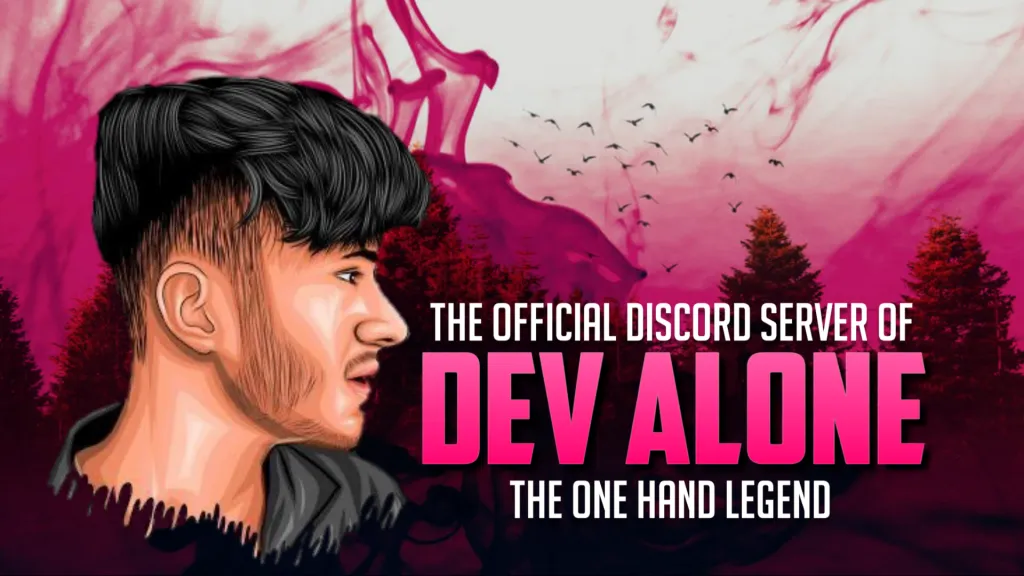 THE OFFICIAL DISCORD SERVER OF
DEV ALONE
THE ONE HAND LEGEND